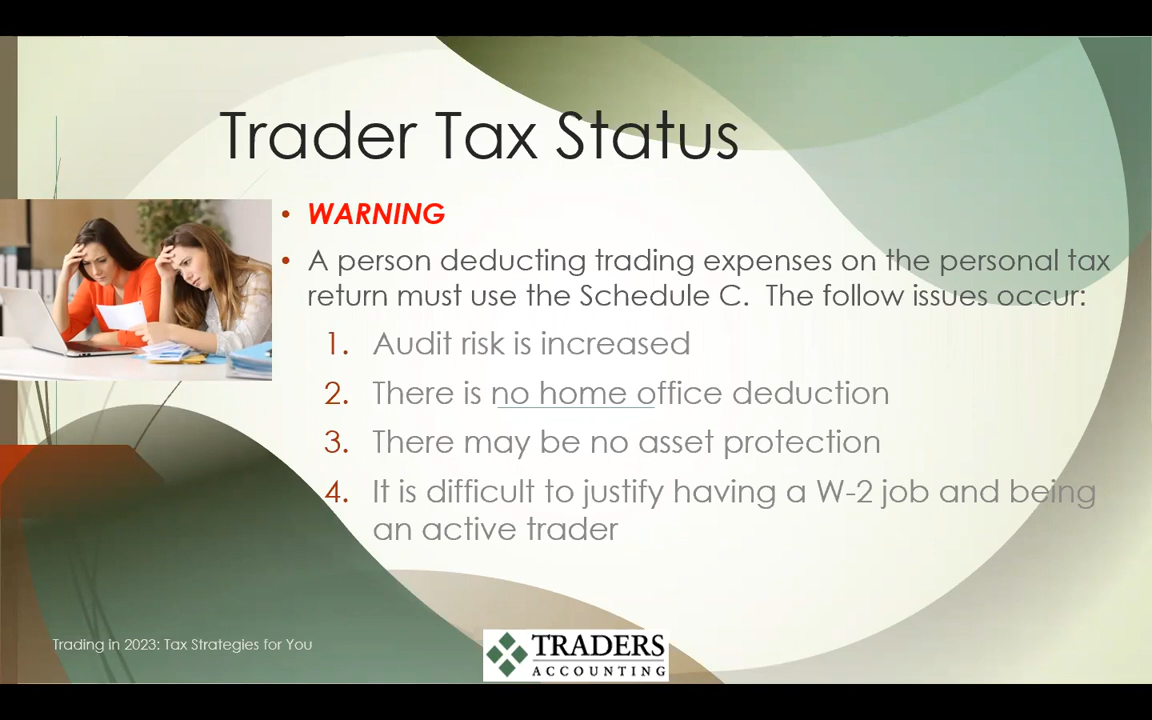 Trader Tax Status
• WARNING
• A person deducting trading expenses on the personal tax
return must use the Schedule C. The follow issues occur:
1. Audit risk is increased
2. There is no home office deduction
3. There may be no asset protection
4. It is difficult to justify having a W-2 job and being
an active trader
Trading in 2023: Tax Strategies for You
TRADERS
ACCOUNTING